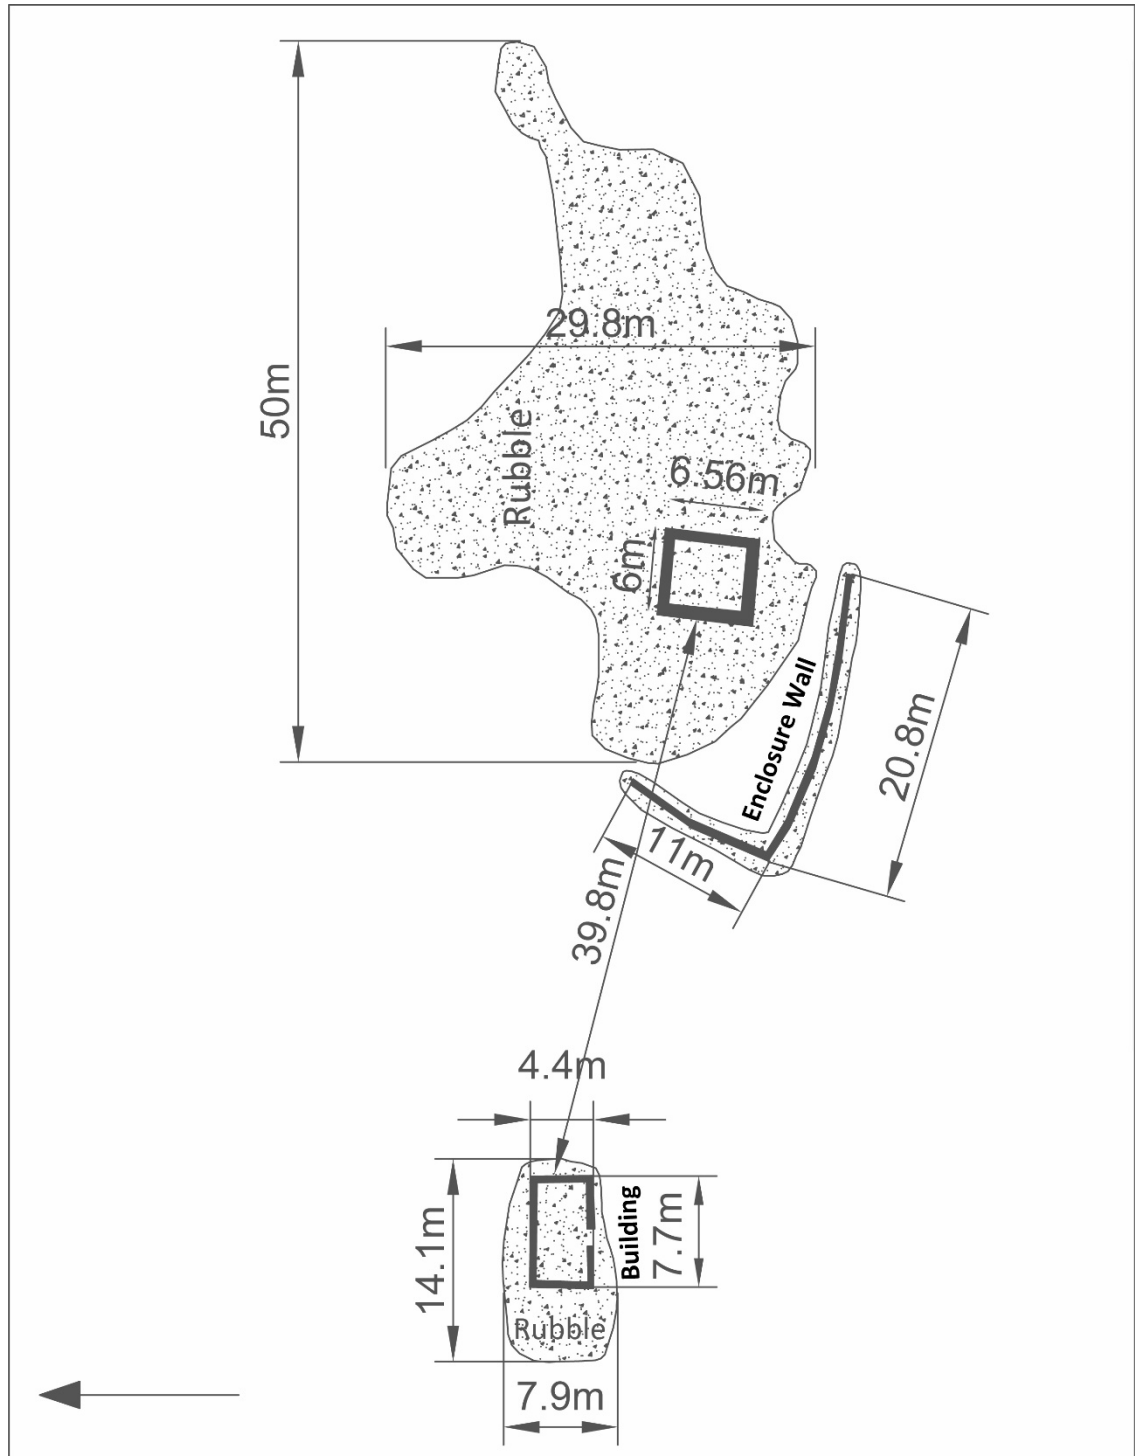 50m
29.8m
Rubble
6.56m
6m
Enclosure Wall
20.8m
11m
39.8m
4.4m
Building
7.7m
14.1m
Rubble
7.9m